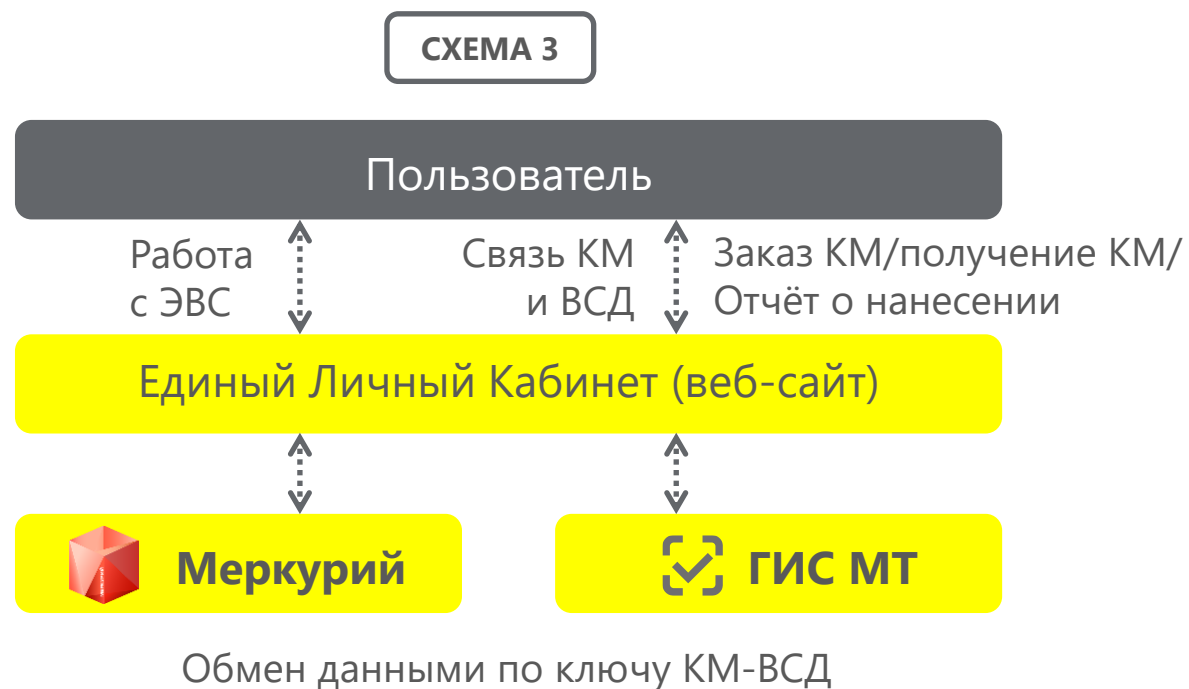 СХЕМА 3
Пользователь
Работа
с ЭВС
Связь КМ
и ВСД
Заказ КМ/получение КМ/
Отчёт о нанесении
Единый Личный Кабинет (веб-сайт)
Меркурий
ГИС МТ
Обмен данными по ключу КМ-ВСД